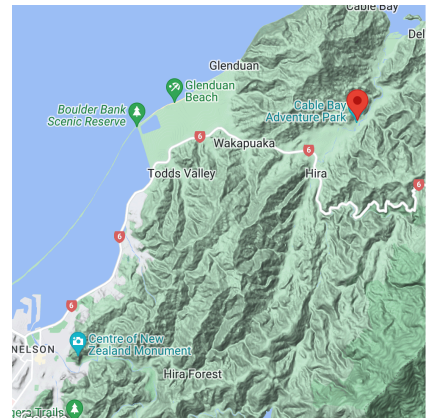 Cable Bay
Del
Glenduan
Glenduan
Beach
Boulder Bank
Scenic Reserve
Cable Bay
Adventure Park
6
Wakapuaka
6
Todds Valley
Hira
6
6
6
NELSON
Centre of New
Zealand Monument
Hira Forest
Trails